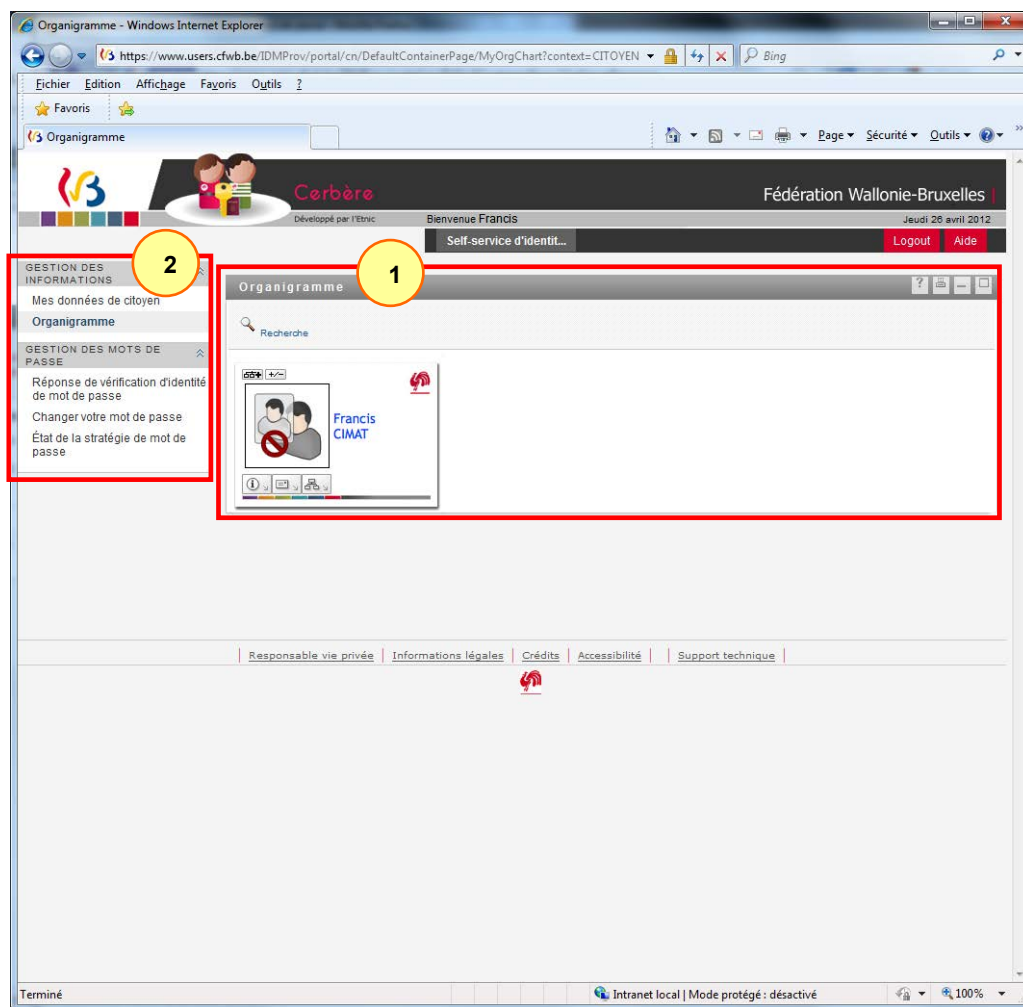 Organigramme - Windows Internet Explorer
https://www.users.cfwb.be/IDMProv/portal/cn/DefaultContainerPage/MyOrgChart?context=CITOYEN
Bing
Fichier Edition Affichage Favoris Outils ?
Favoris
Organigramme
Page Sécurité Outils
Cerbère
Fédération Wallonie-Bruxelles
Développé par l'Etnic
Bienvenue Francis
Jeudi 26 avril 2012
Self-service d'identit...
Logout Aide
2
GESTION DES
INFORMATIONS
Mes données de citoyen
Organigramme
GESTION DES MOTS DE
PASSE
Réponse de vérification d'identité
de mot de passe
Changer votre mot de passe
État de la stratégie de mot de
passe
1
Organigramme
Recherche
+/-
Francis
CIMAT
Responsable vie privée | Informations légales | Crédits | Accessibilité | | Support technique |
Terminé
Intranet local | Mode protégé : désactivé
100%